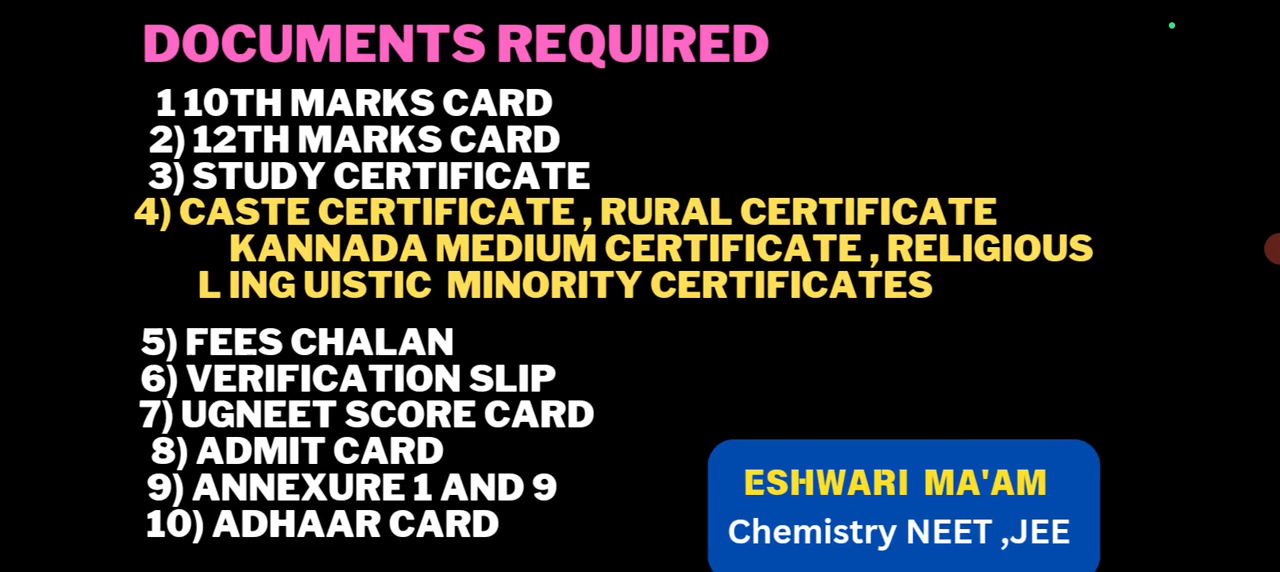 DOCUMENTS REQUIRED
1 10TH MARKS CARD
2) 12TH MARKS CARD
3) STUDY CERTIFICATE
4) CASTE CERTIFICATE , RURAL CERTIFICATE
KANNADA MEDIUM CERTIFICATE , RELIGIOUS
L ING UISTIC MINORITY CERTIFICATES
5) FEES CHALAN
6) VERIFICATION SLIP
7) UGNEET SCORE CARD
8) ADMIT CARD
9) ANNEXURE 1 AND 9
10) ADHAAR CARD
ESHWARI MA'AM
Chemistry NEET ,JEE